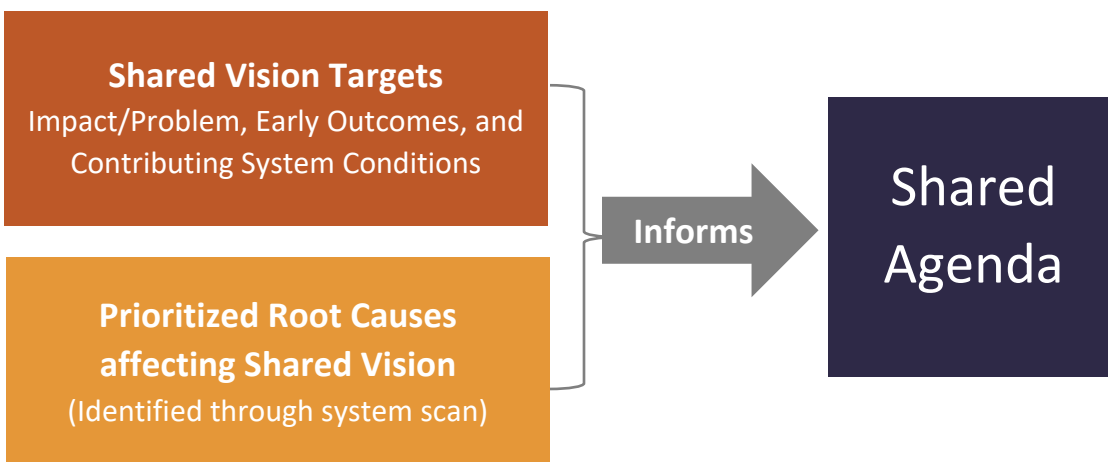 Shared Vision Targets
Impact/Problem, Early Outcomes, and
Contributing System Conditions
Prioritized Root Causes
affecting Shared Vision
(Identified through system scan)
Informs
Shared
Agenda